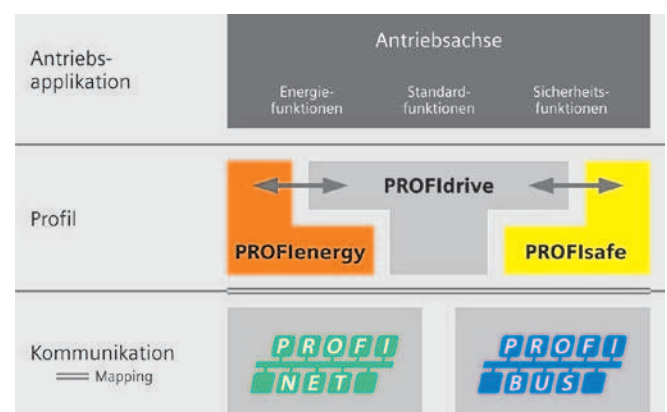 Antriebs-
applikation
Antriebsachse
Energie-
funktionen
Standard-
funktionen
Sicherheits-
funktionen
Profil
PROFIdrive
PROFIenergy
PROFIsafe
Kommunikation
Mapping
PROFI
NET
PROFI
BUS